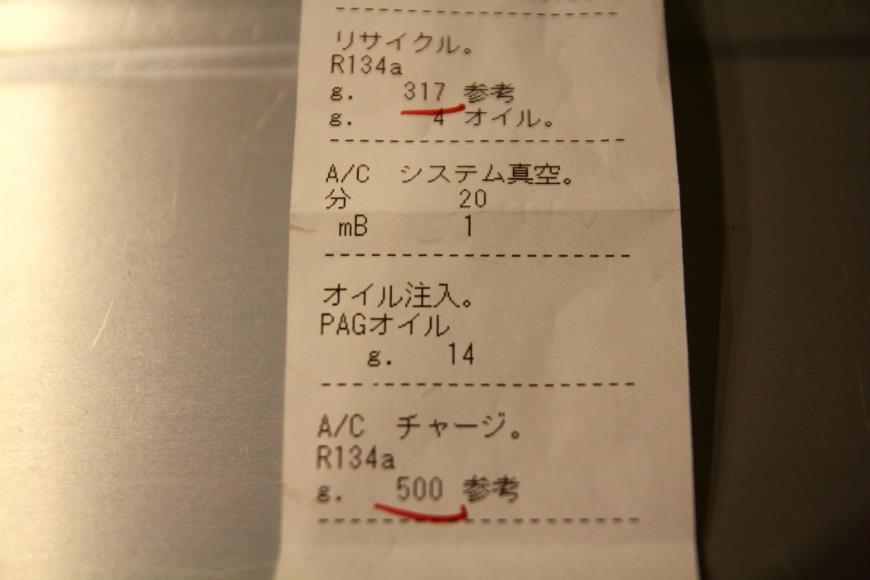 リサイクル。
R134a
g. 317 参考
g. 4 オイル。
A/C システム真空。
分 20
mB 1
オイル注入。
PAGオイル
g. 14
A/C チャージ。
R134a
g. 500 参考